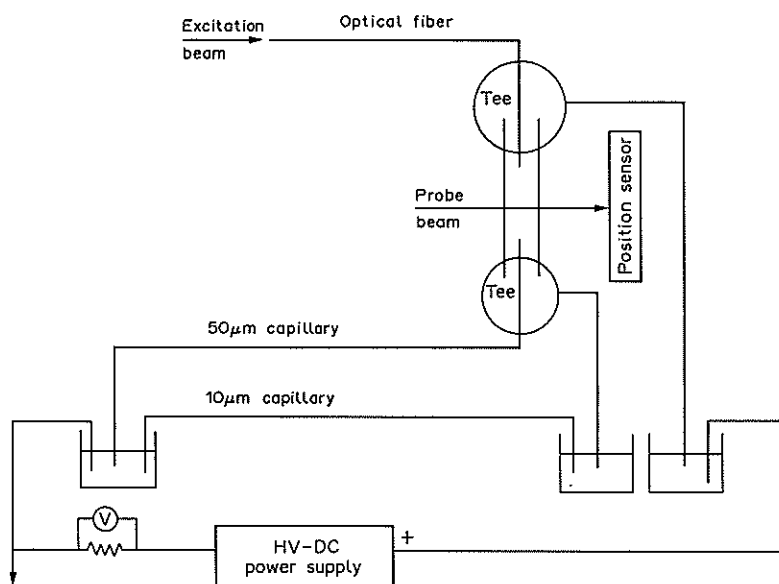 Excitation
beam
Optical fiber
Tee
Probe
beam
Position sensor
Tee
50μm capillary
10μm capillary
V
HV-DC
power supply
+